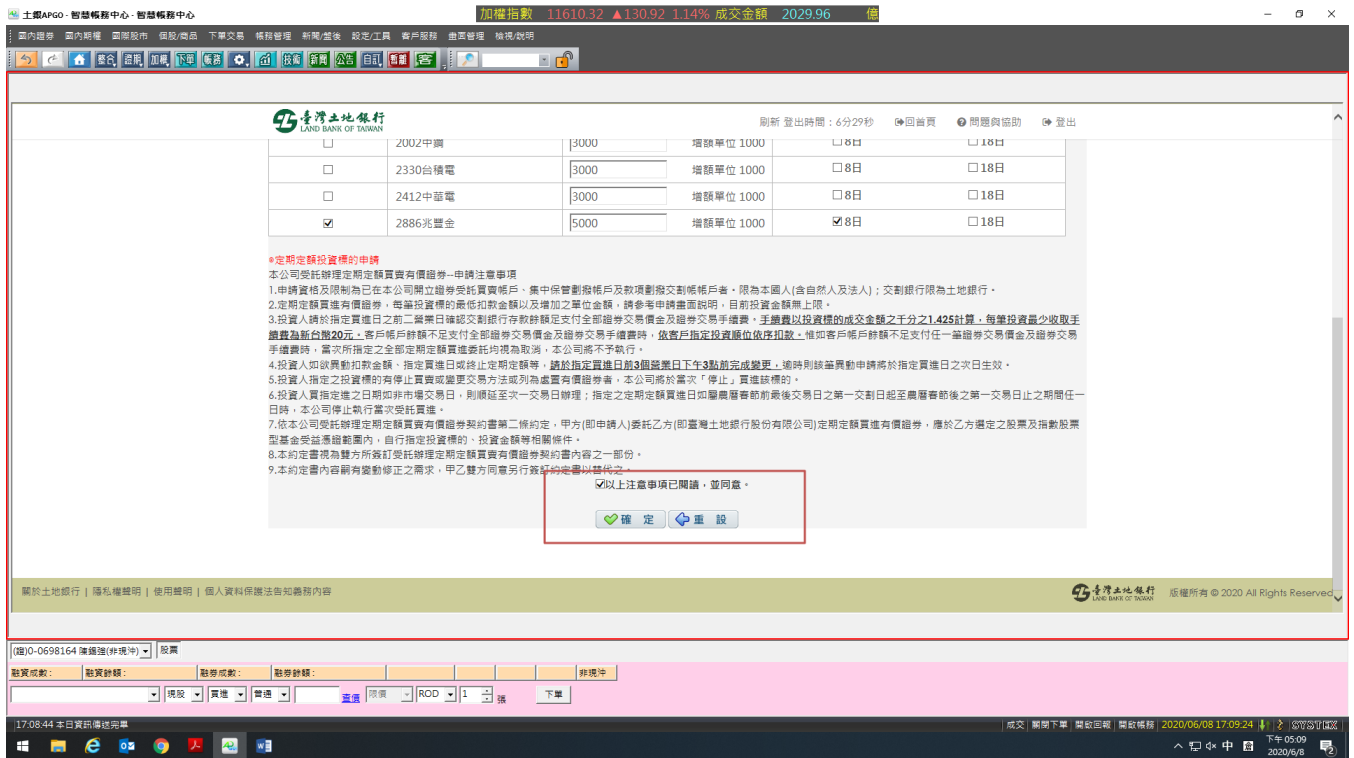 土銀APGO - 智慧帳務中心 - 智慧帳務中心
加權指數 11610.32 ▲130.92 1.14% 成交金額 2029.96 億
國內證券 國內期權 國際股市 個股/商品 下單交易 帳務管理 新聞/盤後 設定/工具 客戶服務 畫面管理 檢視/說明
綜合 證期 加櫃 下單 帳務 技術 新聞 公告 自訂 暫離 客
臺灣土地銀行
LAND BANK OF TAIWAN
刷新 登出時間：6分29秒 回首頁 問題與協助 登出
2002中鋼 3000 增額單位 1000 8日 18日
2330台積電 3000 增額單位 1000 8日 18日
2412中華電 3000 增額單位 1000 8日 18日
2886兆豐金 5000 增額單位 1000 8日 18日
※定期定額投資標的申請
本公司受託辦理定期定額買賣有價證券--申請注意事項
1.申請資格及限制為已在本公司開立證券受託買賣帳戶、集中保管劃撥帳戶及款項劃撥交割帳帳戶者。限為本國人(含自然人及法人)；交割銀行限為土地銀行。
2.定期定額買進有價證券，每筆投資標的最低扣款金額以及增加之單位金額，請參考申請書面說明，目前投資金額無上限。
3.投資人請於指定買進日之前二營業日確認交割銀行存款餘額足支付全部證券交易價金及證券交易手續費。手續費以投資標的成交金額之千分之1.425計算，每筆投資最少收取手
續費為新台幣20元。客戶帳戶餘額不足支付全部證券交易價金及證券交易手續費時，依客戶指定投資順位依序扣款。惟如客戶帳戶餘額不足支付任一筆證券交易價金及證券交易
手續費時，當次所指定之全部定期定額買進委託均視為取消，本公司將不予執行。
4.投資人如欲異動扣款金額、指定買進日或終止定期定額等，請於指定買進日前3個營業日下午3點前完成變更，逾時則該筆異動申請將於指定買進日之次日生效。
5.投資人指定之投資標的有停止買賣或變更交易方法或列為處置有價證券者，本公司將於當次「停止」買進該標的。
6.投資人買指定進之日期如非市場交易日，則順延至次一交易日辦理；指定之定期定額買進日如屬農曆春節前最後交易日之第一交割日起至農曆春節後之第一交易日止之期間任一
日時，本公司停止執行當次受託買進。
7.依本公司受託辦理定期定額買賣有價證券契約書第二條約定，甲方(即申請人)委託乙方(即臺灣土地銀行股份有限公司)定期定額買進有價證券，應於乙方選定之股票及指數股票
型基金受益憑證範圍內，自行指定投資標的、投資金額等相關條件。
8.本約定書視為雙方所簽訂受託辦理定期定額買賣有價證券契約書內容之一部份。
9.本約定書內容嗣有變動修正之需求，甲乙雙方同意另行簽訂約定書以替代之。
以上注意事項已閱讀，並同意。
確 定 重 設
關於土地銀行 | 隱私權聲明 | 使用聲明 | 個人資料保護法告知義務內容
臺灣土地銀行
LAND BANK OF TAIWAN
版權所有 © 2020 All Rights Reserved
(證)0-0698164 陳錫強(非現沖) 股票
融資成數： 融資餘額： 融券成數： 融券餘額： 非現沖
現股 買進 普通 查價 限價 ROD 1 張 下單
17:08:44 本日資訊傳送完畢
成交 關閉下單 開啟回報 開啟帳務 2020/06/08 17:09:24 SYSTEX
中 下午 05:09
2020/6/8